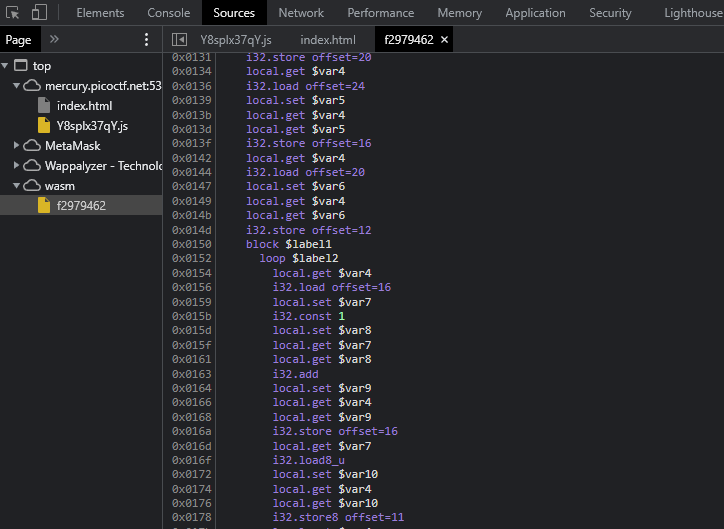 Elements Console Sources Network Performance Memory Application Security Lighthouse
Page » Y8splx37qY.js index.html f2979462 ×
top
mercury.picoctf.net:53
index.html
Y8splx37qY.js
MetaMask
Wappalyzer - Technolo
wasm
f2979462
0x0131 i32.store offset=20
0x0134 local.get $var4
0x0136 i32.load offset=24
0x0139 local.set $var5
0x013b local.get $var4
0x013d local.get $var5
0x013f i32.store offset=16
0x0142 local.get $var4
0x0144 i32.load offset=20
0x0147 local.set $var6
0x0149 local.get $var4
0x014b local.get $var6
0x014d i32.store offset=12
0x0150 block $label1
0x0152 loop $label2
0x0154 local.get $var4
0x0156 i32.load offset=16
0x0159 local.set $var7
0x015b i32.const 1
0x015d local.set $var8
0x015f local.get $var7
0x0161 local.get $var8
0x0163 i32.add
0x0164 local.set $var9
0x0166 local.get $var4
0x0168 local.get $var9
0x016a i32.store offset=16
0x016d local.get $var7
0x016f i32.load8_u
0x0172 local.set $var10
0x0174 local.get $var4
0x0176 local.get $var10
0x0178 i32.store8 offset=11